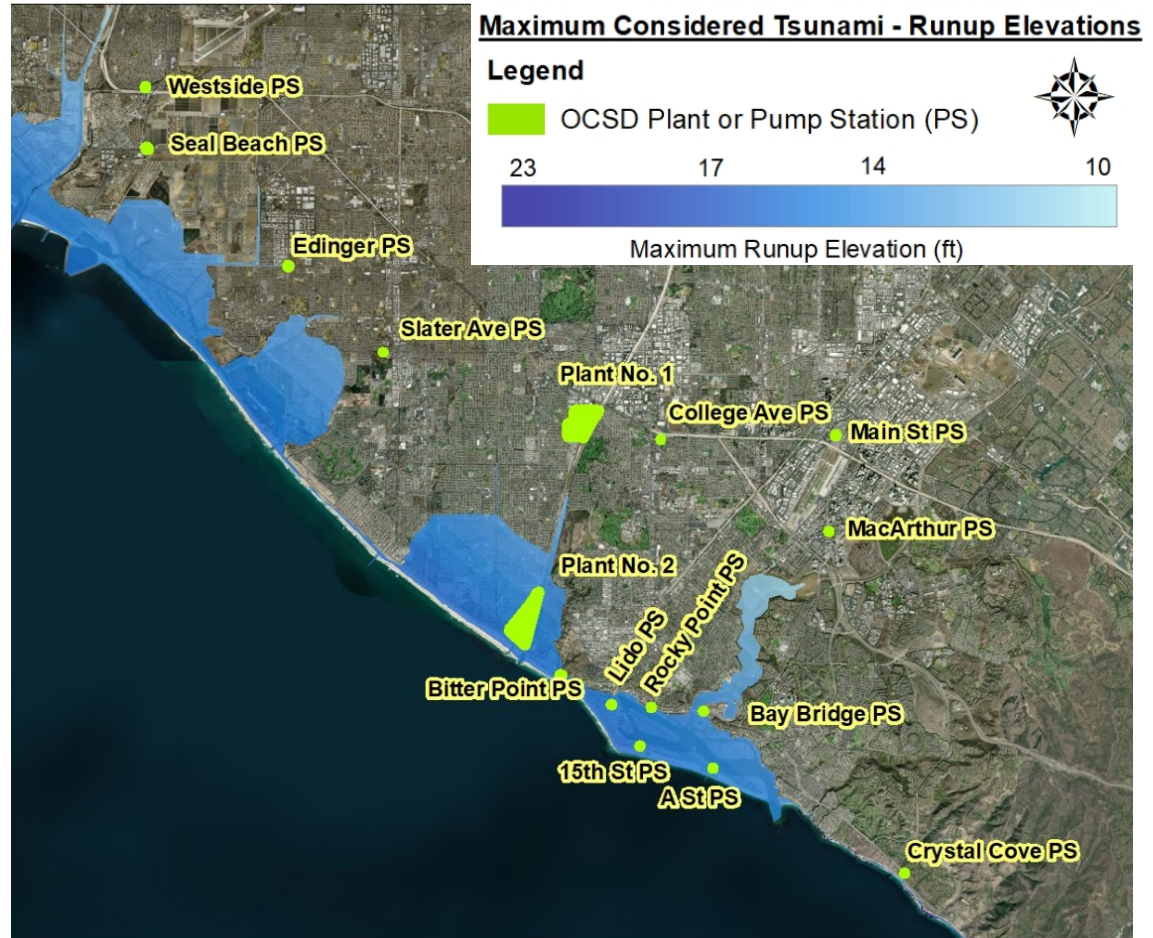 Maximum Considered Tsunami - Runup Elevations
Legend
OCSD Plant or Pump Station (PS)
23 17 14 10
Maximum Runup Elevation (ft)
Westside PS
Seal Beach PS
Edinger PS
Slater Ave PS
Plant No. 1
College Ave PS
Main St PS
MacArthur PS
Plant No. 2
Lido PS
Rocky Point PS
Bitter Point PS
Bay Bridge PS
15th St PS
A St PS
Crystal Cove PS